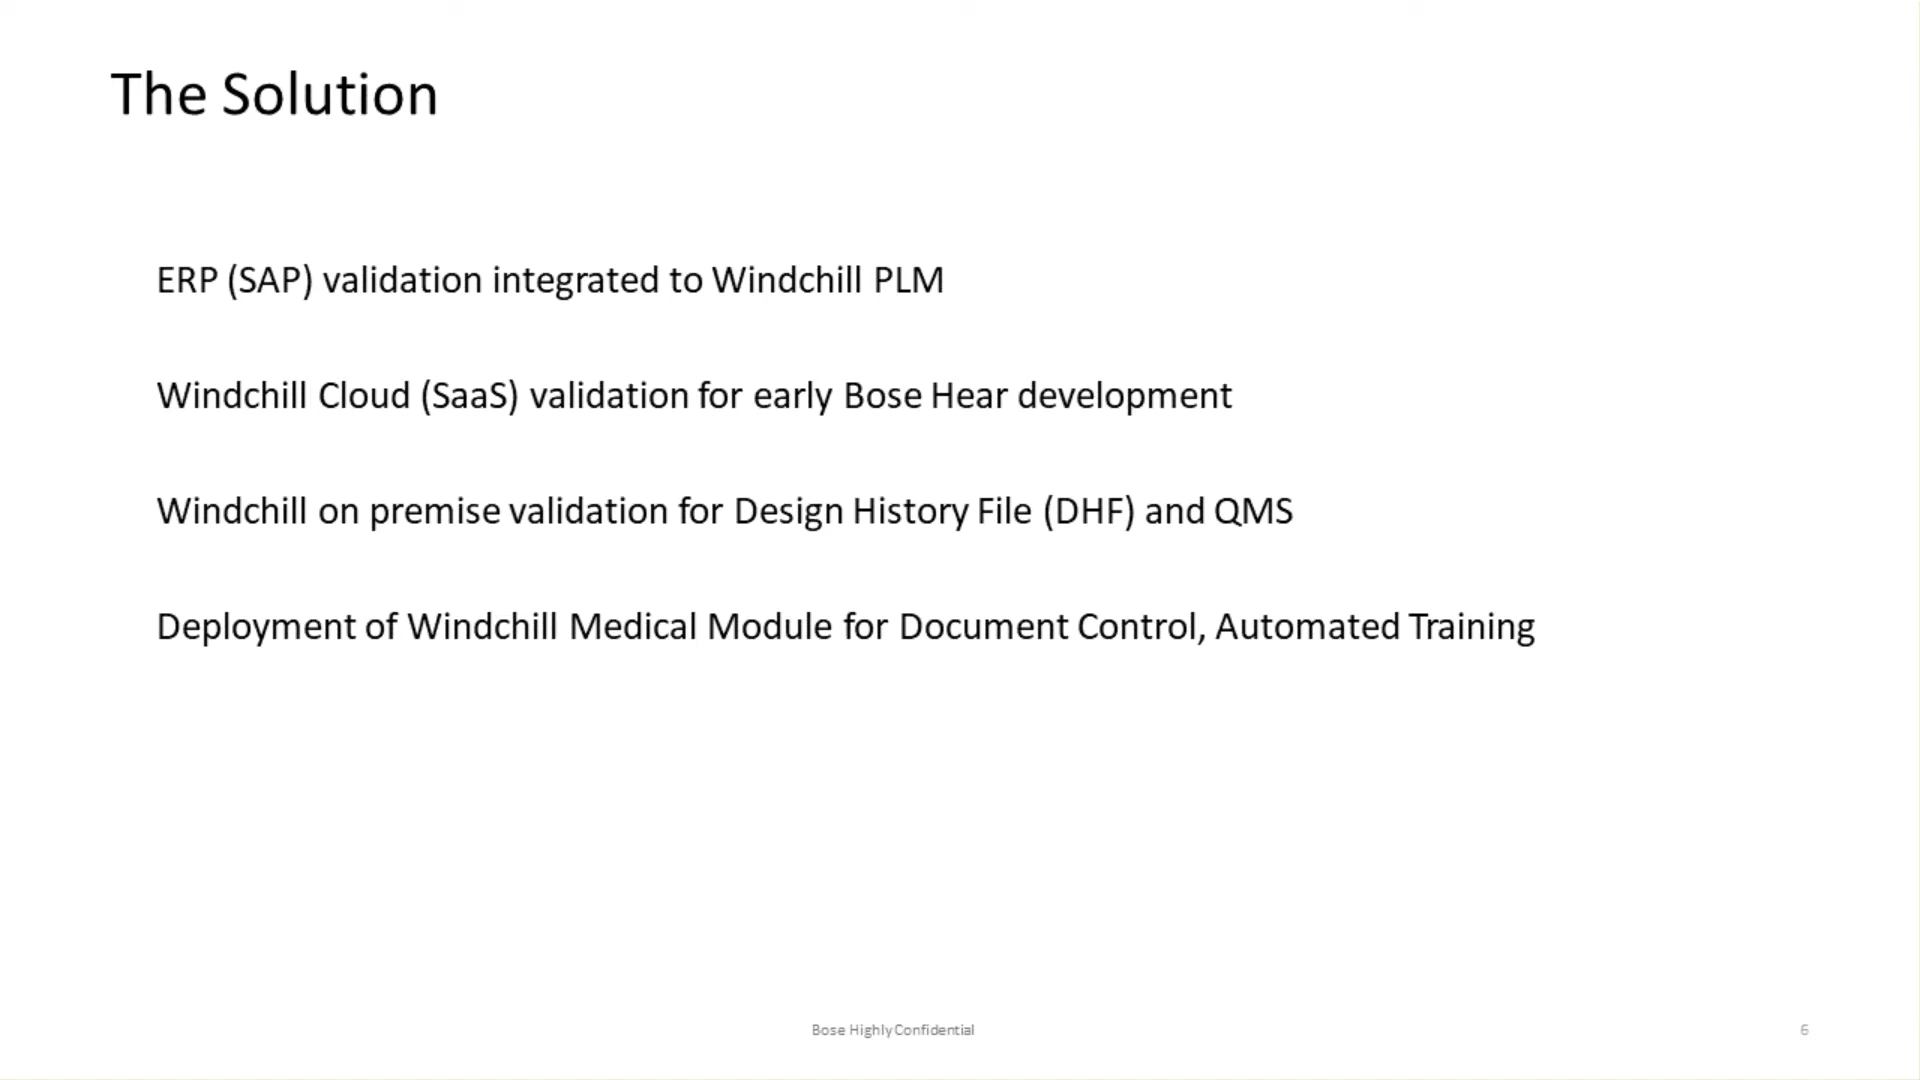 The Solution
ERP (SAP) validation integrated to Windchill PLM
Windchill Cloud (SaaS) validation for early Bose Hear development
Windchill on premise validation for Design History File (DHF) and QMS
Deployment of Windchill Medical Module for Document Control, Automated Training
Bose Highly Confidential
6